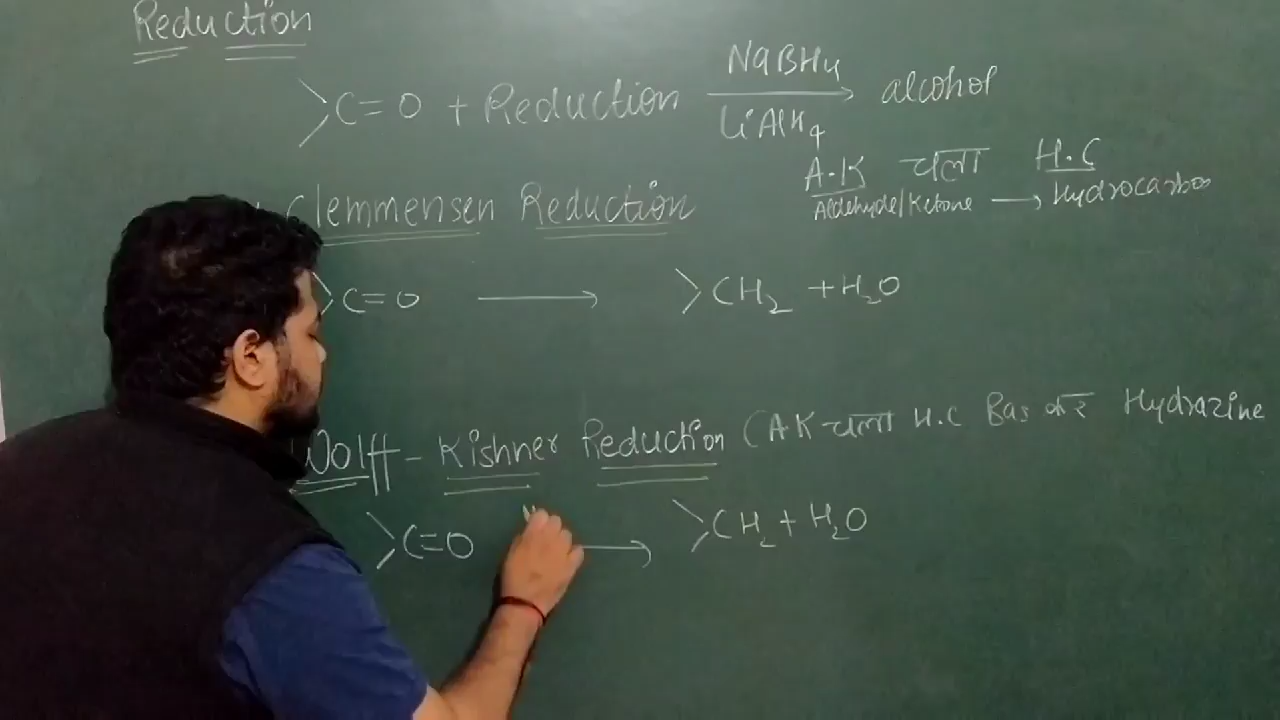 Reduction
>C=O + Reduction NaBH4 LiAlH4 → alcohol
A.K चला H.C
Aldehyde/Ketone → Hydrocarbon
Clemmensen Reduction
>C=O → >CH2 + H2O
Wolff - Kishner Reduction (A K चला H.C Bas कर Hydrazine
>C=O → >CH2 + H2O